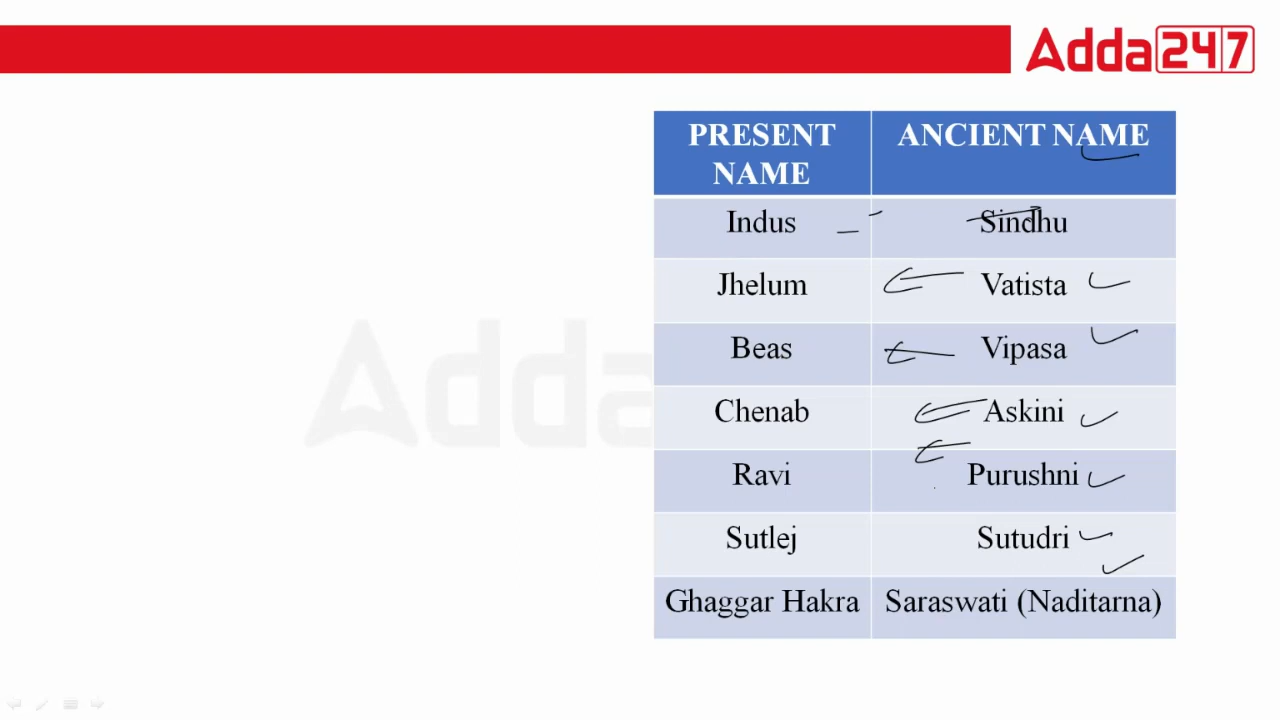 Adda247
PRESENT NAME ANCIENT NAME
Indus Sindhu
Jhelum Vatista
Beas Vipasa
Chenab Askini
Ravi Purushni
Sutlej Sutudri
Ghaggar Hakra Saraswati (Naditarna)
Adda